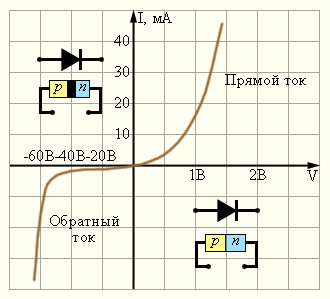 I, мА
40
30
20
10
Прямой ток
p n
-60В-40В-20В
1В 2В V
Обратный
ток
p n